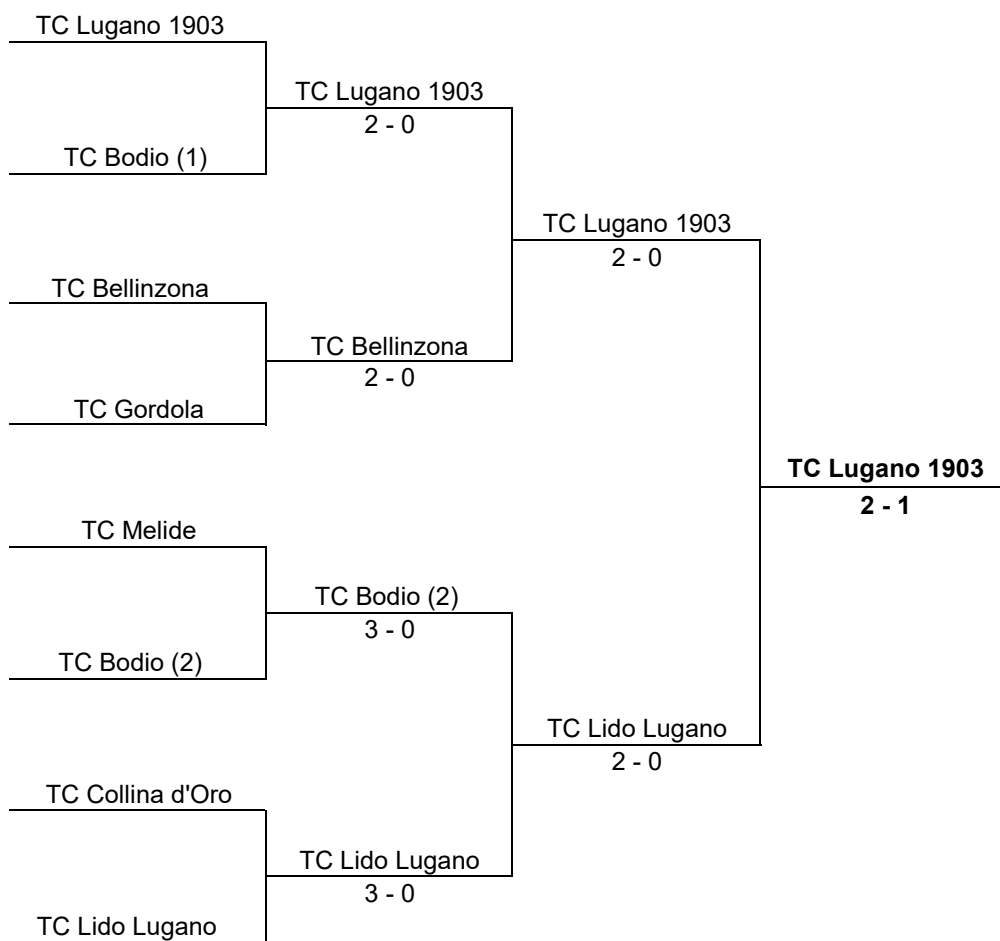 TC Lugano 1903
TC Lugano 1903
2 - 0
TC Bodio (1)
TC Lugano 1903
2 - 0
TC Bellinzona
TC Bellinzona
2 - 0
TC Gordola
TC Lugano 1903
2 - 1
TC Melide
TC Bodio (2)
3 - 0
TC Bodio (2)
TC Lido Lugano
2 - 0
TC Collina d'Oro
TC Lido Lugano
3 - 0
TC Lido Lugano